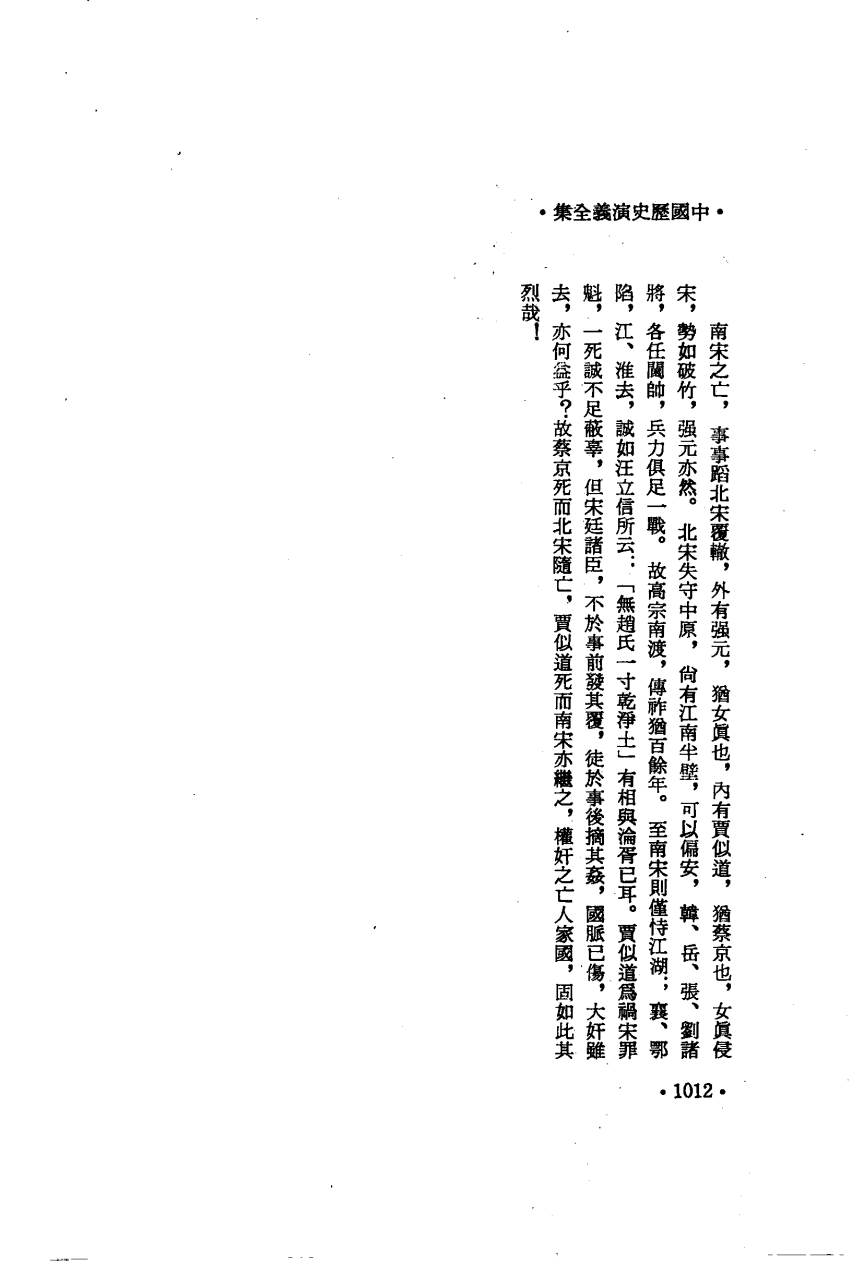 •中國歷史演義全集•
南宋之亡，事事蹈北宋覆轍，外有强元，猶女眞也，內有賈似道，猶蔡京也，女眞侵
宋，勢如破竹，强元亦然。北宋失守中原，尙有江南半壁，可以偏安，韓、岳、張、劉諸
將，各任閫帥，兵力俱足一戰。故高宗南渡，傳祚猶百餘年。至南宋則僅恃江湖；襄、鄂
陷，江、淮去，誠如汪立信所云：「無趙氏一寸乾淨土」有相與淪胥已耳。賈似道爲禍宋罪
魁，一死誠不足蔽辜，但宋廷諸臣，不於事前發其覆，徒於事後摘其姦，國脈已傷，大奸雖
去，亦何益乎？故蔡京死而北宋隨亡，賈似道死而南宋亦繼之，權奸之亡人家國，固如此其
烈哉！
•1012•